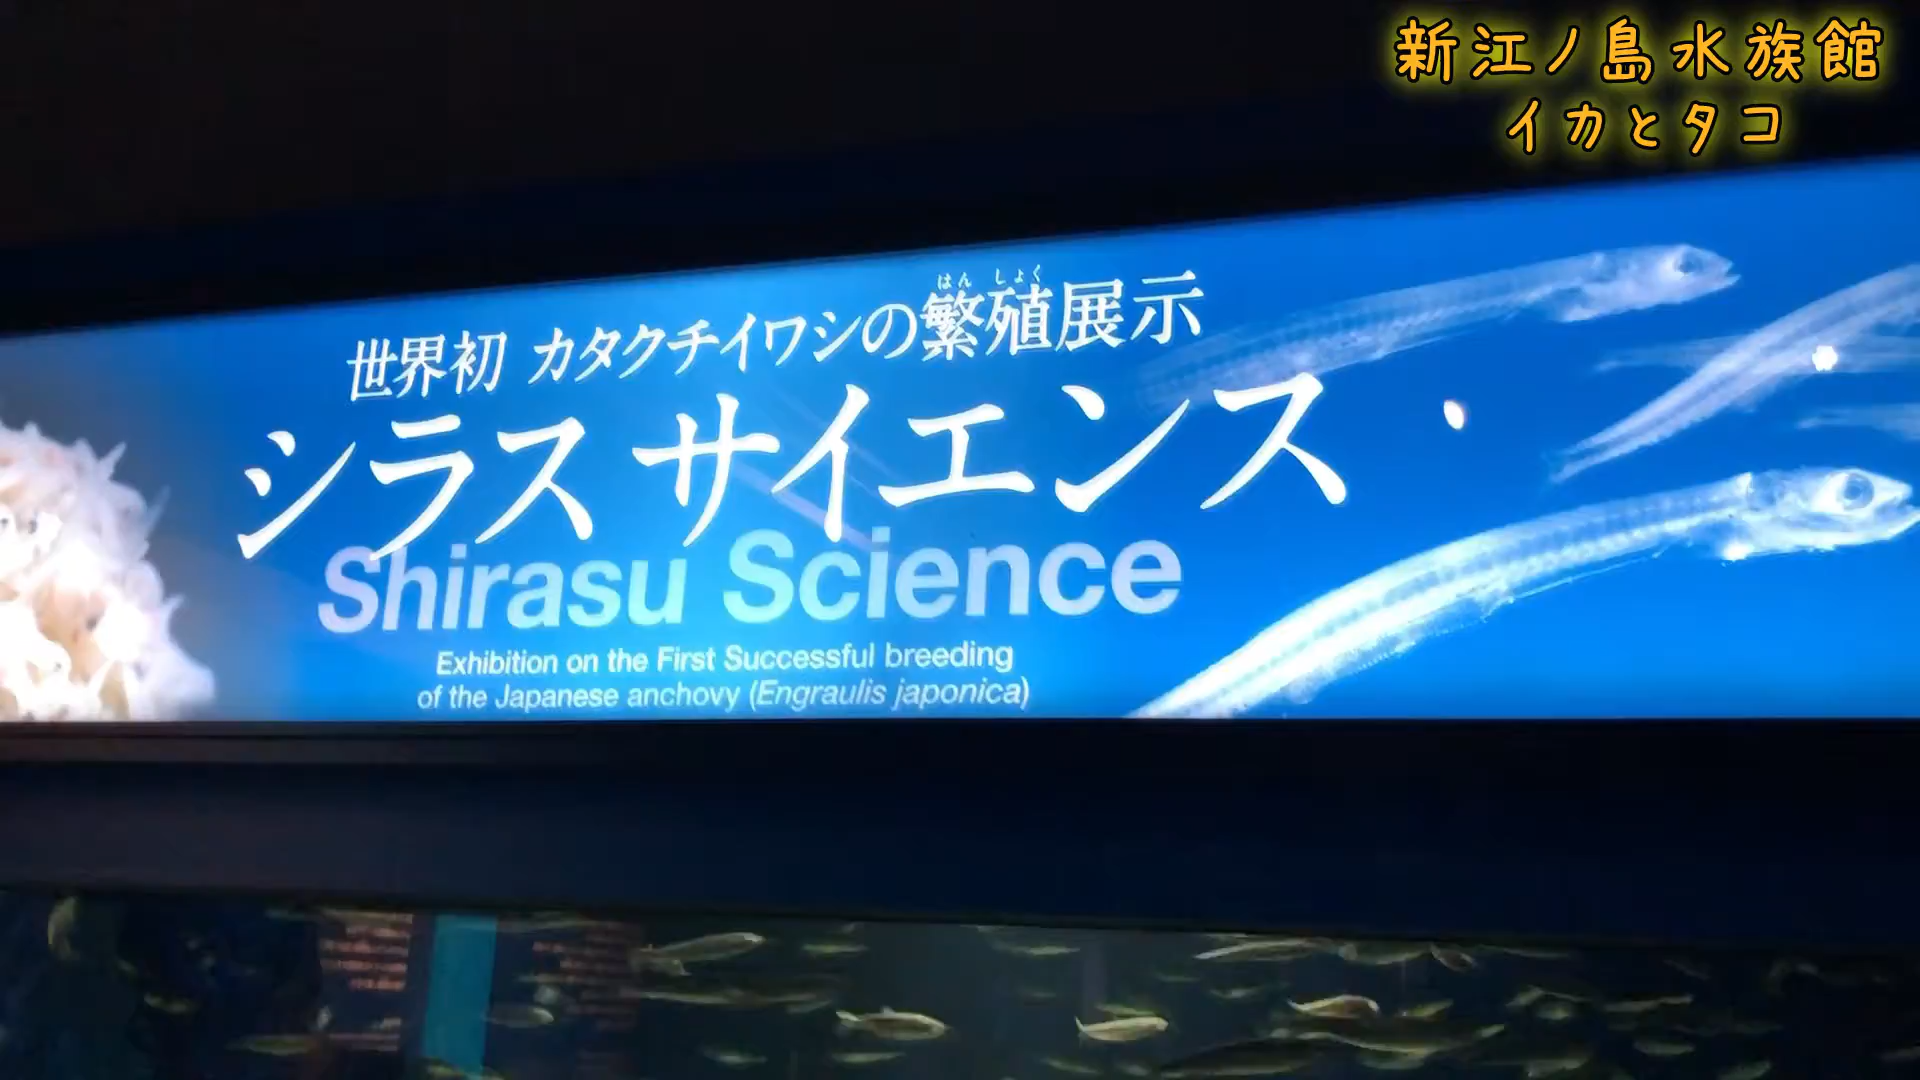 新江ノ島水族館
イカとタコ
はん しょく
世界初 カタクチイワシの繁殖展示
シラス サイエンス
Shirasu Science
Exhibition on the First Successful breeding
of the Japanese anchovy (Engraulis japonica)